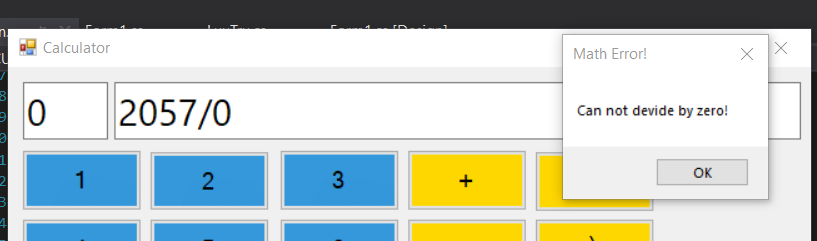 Form1.cs
Form1.cs [Design]
Calculator
Math Error!
0
2057/0
Can not devide by zero!
1
2
3
+
OK